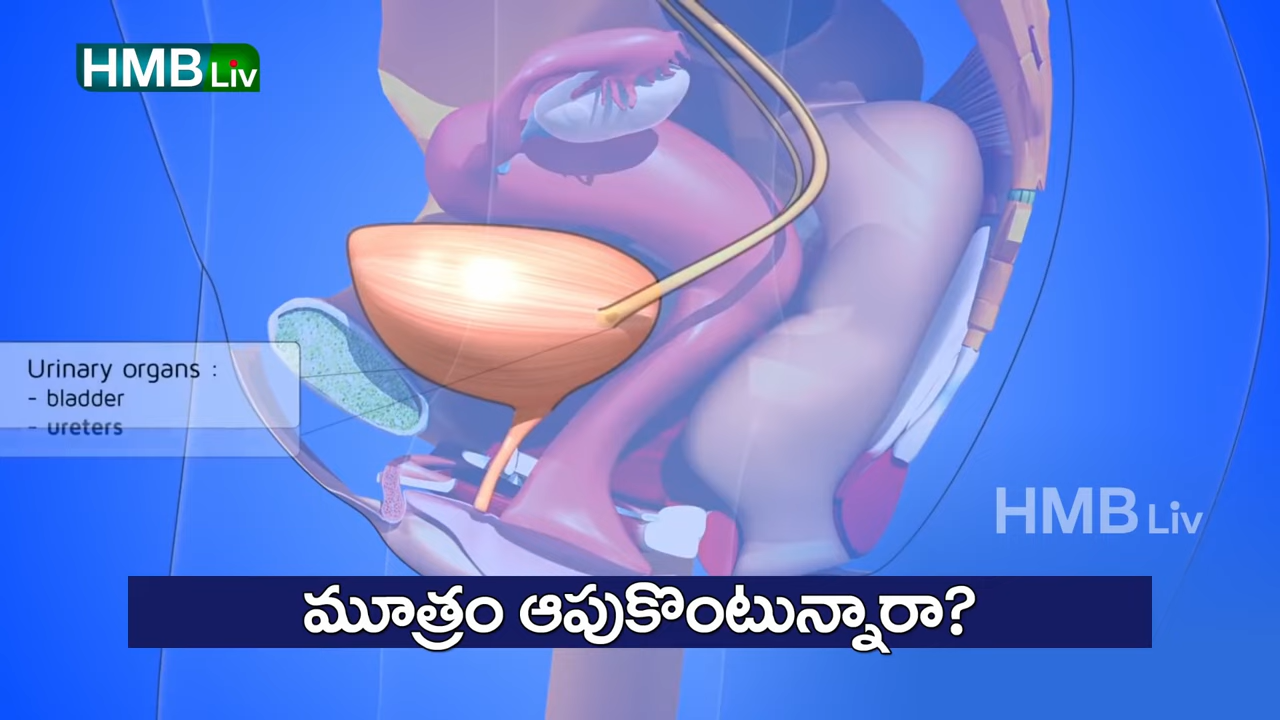 HMB Liv
Urinary organs :
- bladder
- ureters
HMB Liv
మూత్రం ఆపుకొంటున్నారా?